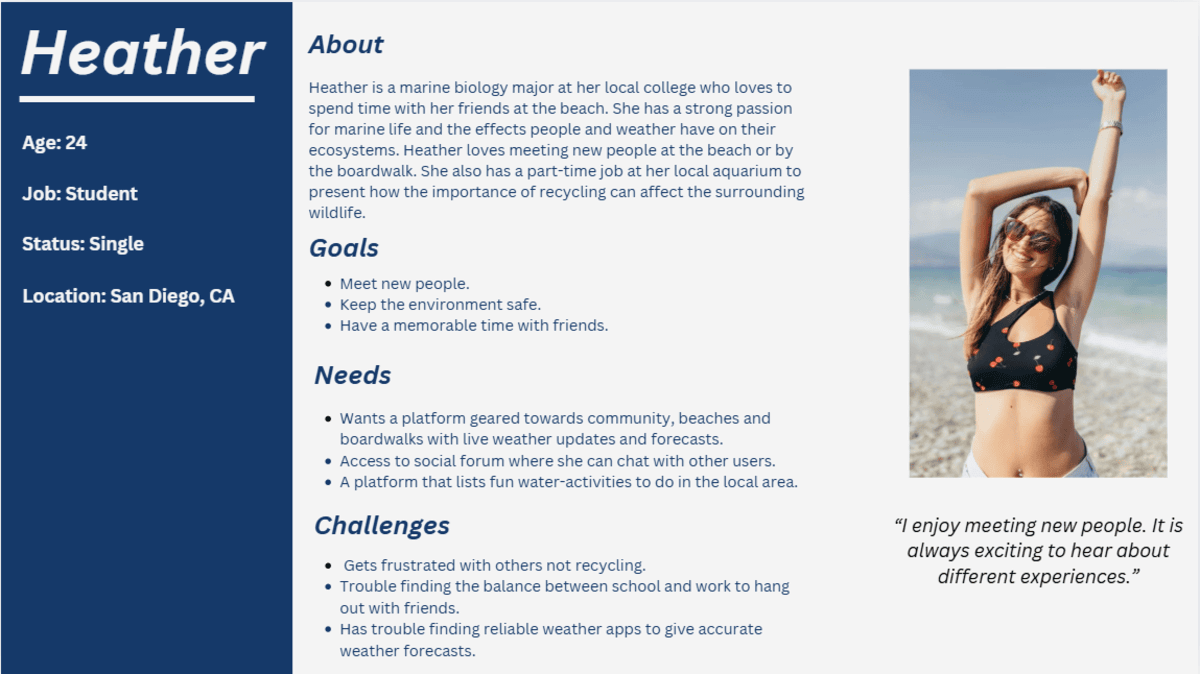 Heather
Age: 24
Job: Student
Status: Single
Location: San Diego, CA
About
Heather is a marine biology major at her local college who loves to
spend time with her friends at the beach. She has a strong passion
for marine life and the effects people and weather have on their
ecosystems. Heather loves meeting new people at the beach or by
the boardwalk. She also has a part-time job at her local aquarium to
present how the importance of recycling can affect the surrounding
wildlife.
Goals
• Meet new people.
• Keep the environment safe.
• Have a memorable time with friends.
Needs
• Wants a platform geared towards community, beaches and
boardwalks with live weather updates and forecasts.
• Access to social forum where she can chat with other users.
• A platform that lists fun water-activities to do in the local area.
Challenges
• Gets frustrated with others not recycling.
• Trouble finding the balance between school and work to hang
out with friends.
• Has trouble finding reliable weather apps to give accurate
weather forecasts.
“I enjoy meeting new people. It is
always exciting to hear about
different experiences.”